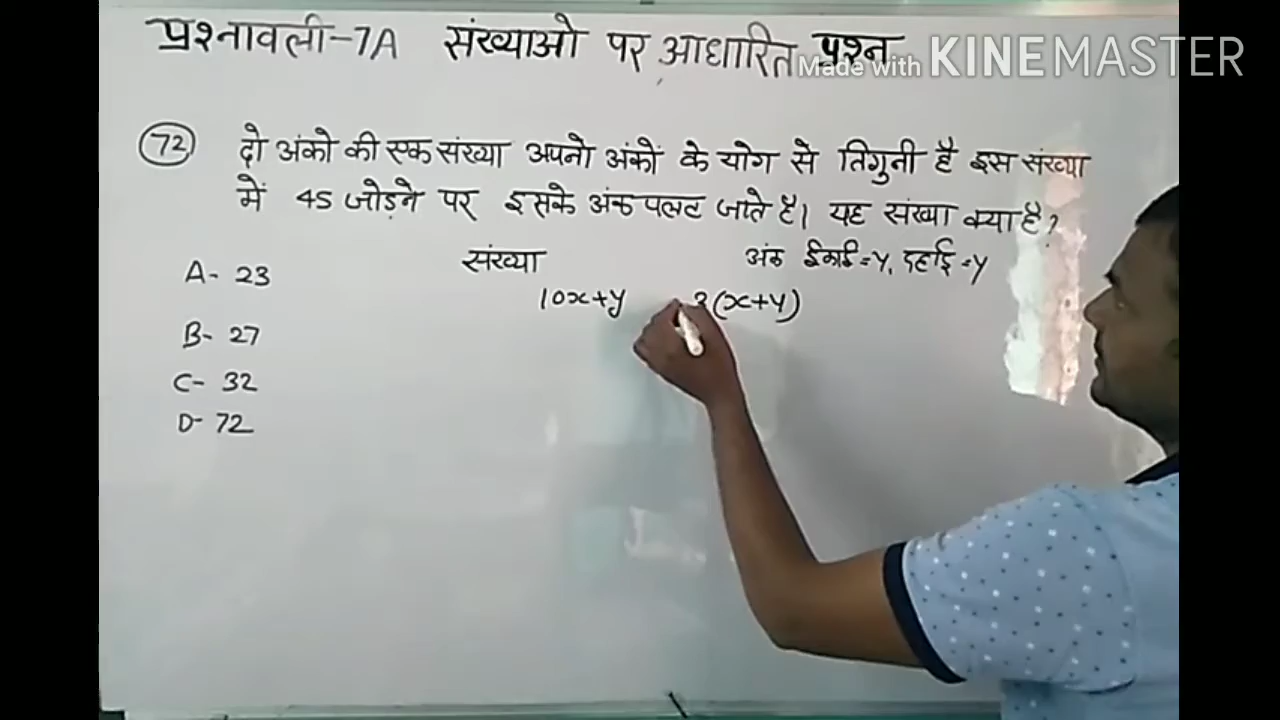 प्रश्नावली-7A संख्याओ पर आधारित प्रश्न
Made with KINEMASTER
72 दो अंको की एक संख्या अपनो अंकों के योग से तिगुनी है इस संख्या
में 45 जोड़ने पर इसके अंक पलट जाते है। यह संख्या क्या है?
संख्या अंक ईकाई=y, दहाई=y
A- 23
10x+y 3(x+y)
B- 27
C- 32
D- 72